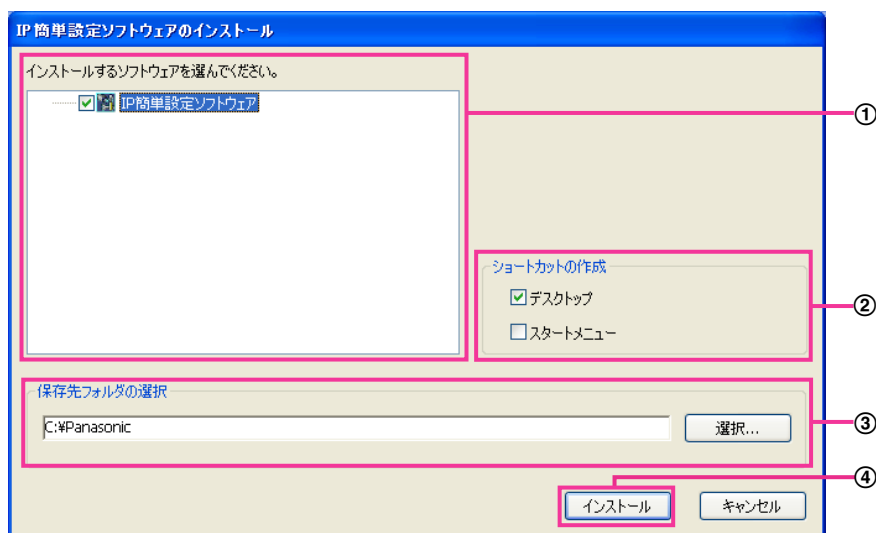 IP簡単設定ソフトウェアのインストール
インストールするソフトウェアを選んでください。
IP簡単設定ソフトウェア
①
ショートカットの作成
デスクトップ
②
スタートメニュー
保存先フォルダの選択
C:¥Panasonic
選択...
③
④
インストール
キャンセル